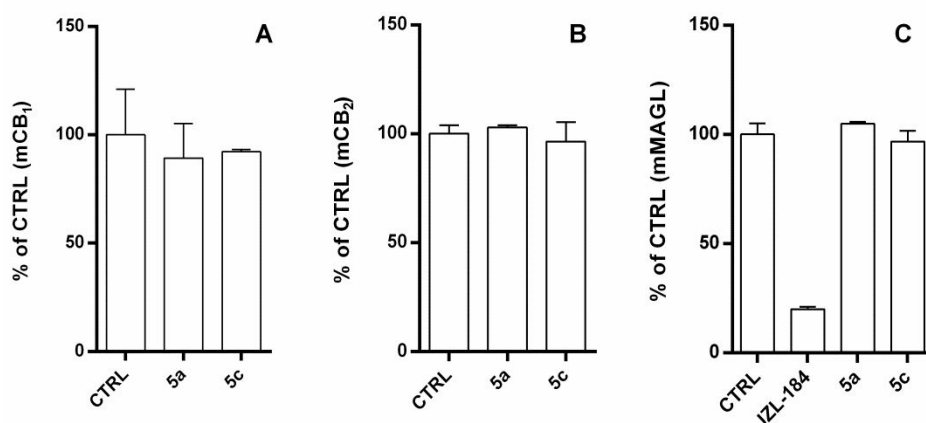 A
% of CTRL (mCB₁)
150
100
50
0
CTRL
5a
5c
B
% of CTRL (mCB₂)
150
100
50
0
CTRL
5a
5c
C
% of CTRL (mMAGL)
150
100
50
0
CTRL
IZL-184
5a
5c